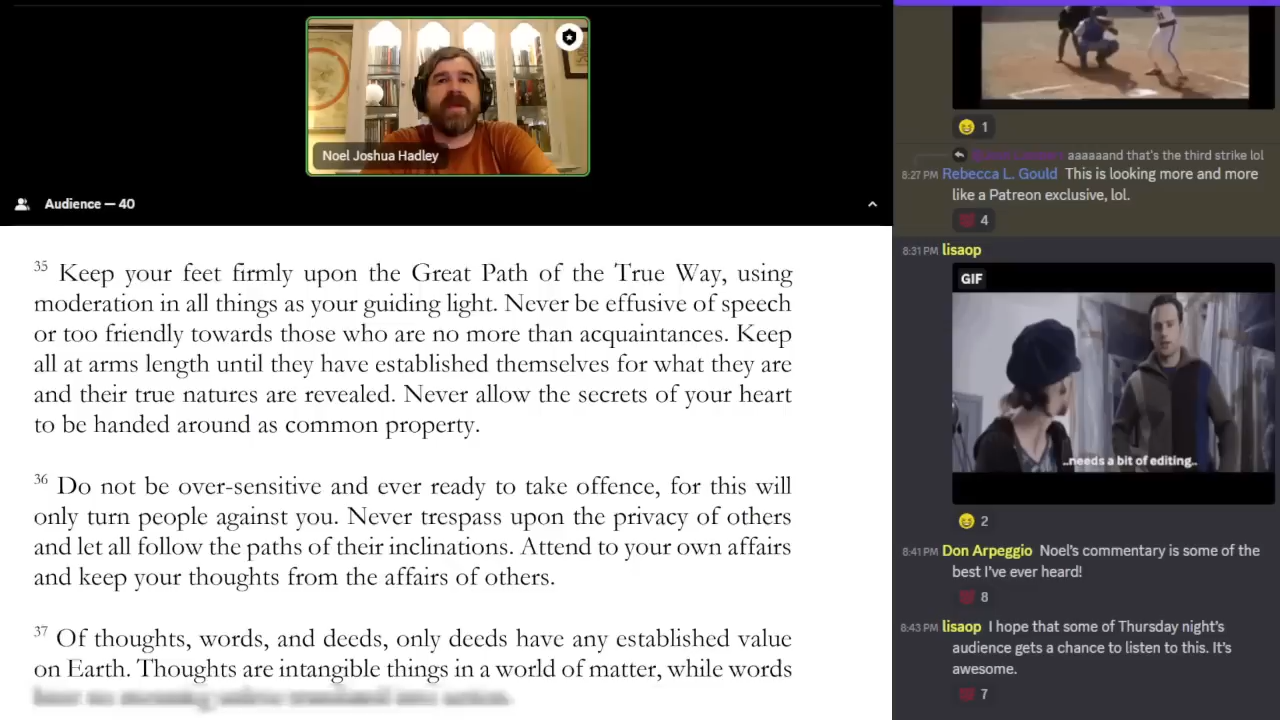 Noel Joshua Hadley
Audience — 40
35 Keep your feet firmly upon the Great Path of the True Way, using
moderation in all things as your guiding light. Never be effusive of speech
or too friendly towards those who are no more than acquaintances. Keep
all at arms length until they have established themselves for what they are
and their true natures are revealed. Never allow the secrets of your heart
to be handed around as common property.
36 Do not be over-sensitive and ever ready to take offence, for this will
only turn people against you. Never trespass upon the privacy of others
and let all follow the paths of their inclinations. Attend to your own affairs
and keep your thoughts from the affairs of others.
37 Of thoughts, words, and deeds, only deeds have any established value
on Earth. Thoughts are intangible things in a world of matter, while words
1
aaaaand that's the third strike lol
8:27 PM Rebecca L. Gould This is looking more and more
like a Patreon exclusive, lol.
4
8:31 PM lisaop
GIF
..needs a bit of editing..
2
8:41 PM Don Arpeggio Noel's commentary is some of the
best I've ever heard!
8
8:43 PM lisaop I hope that some of Thursday night's
audience gets a chance to listen to this. It's
awesome.
7